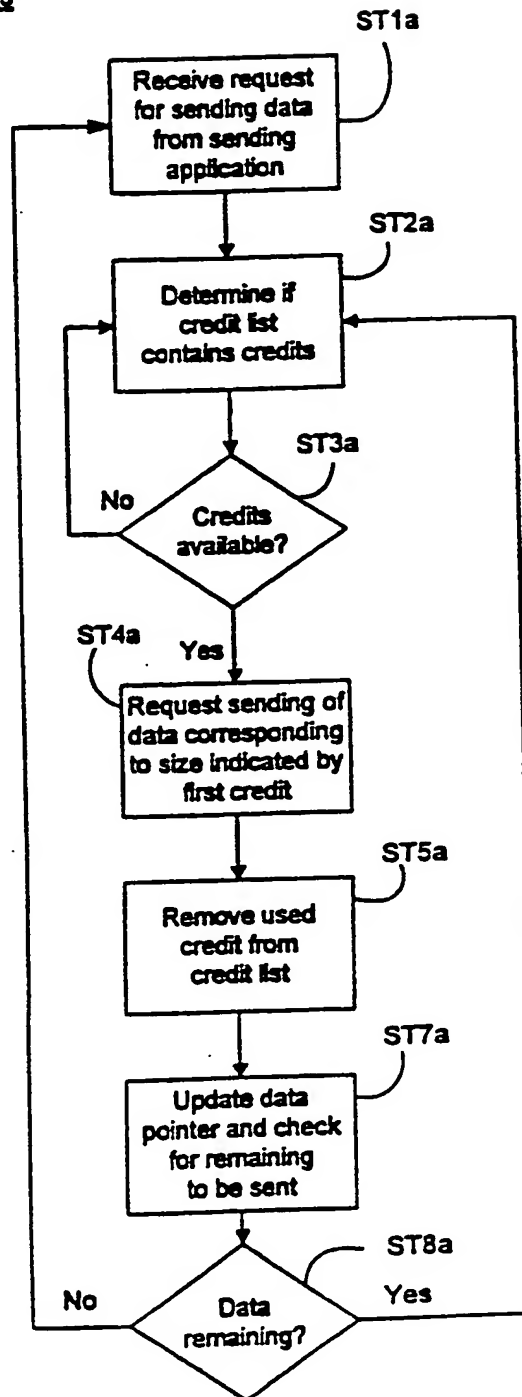 ST1a
Receive request
for sending data
from sending
application
ST2a
Determine if
credit list
contains credits
ST3a
No
Credits
available?
ST4a
Yes
Request sending of
data corresponding
to size indicated by
first credit
ST5a
Remove used
credit from
credit list
ST7a
Update data
pointer and check
for remaining
to be sent
ST8a
No
Data
remaining?
Yes